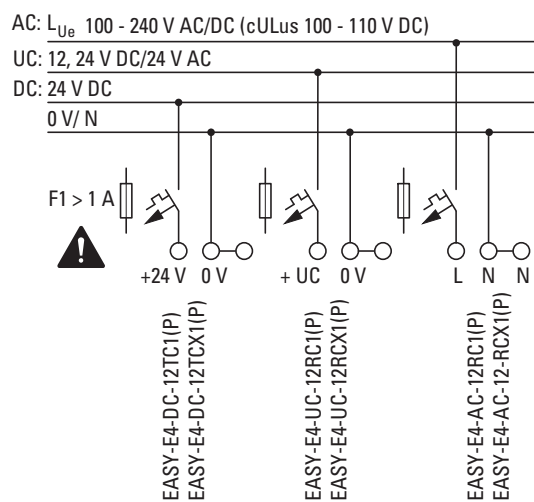 AC: L_Ue 100 - 240 V AC/DC (cULus 100 - 110 V DC)
UC: 12, 24 V DC/24 V AC
DC: 24 V DC
0 V/ N
F1 > 1 A
+24 V 0 V + UC 0 V L N N
EASY-E4-DC-12TC1(P)
EASY-E4-DC-12TCX1(P)
EASY-E4-UC-12RC1(P)
EASY-E4-UC-12RCX1(P)
EASY-E4-AC-12RC1(P)
EASY-E4-AC-12-RCX1(P)